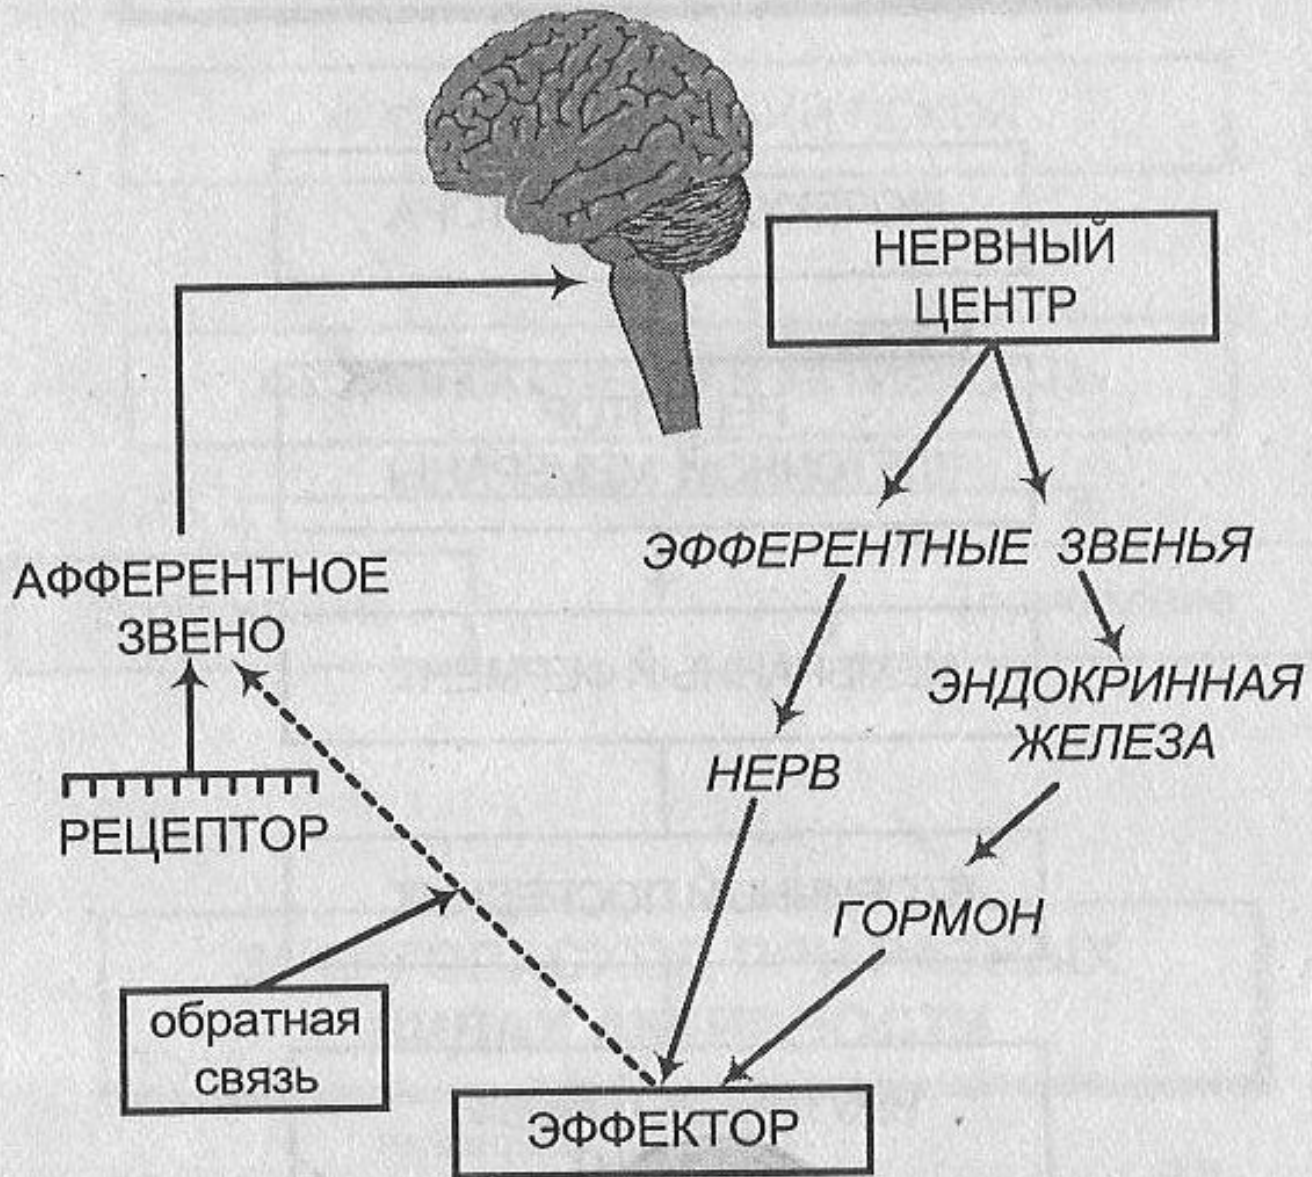 НЕРВНЫЙ
ЦЕНТР
ЭФФЕРЕНТНЫЕ ЗВЕНЬЯ
АФФЕРЕНТНОЕ
ЗВЕНО
ЭНДОКРИННАЯ
ЖЕЛЕЗА
НЕРВ
РЕЦЕПТОР
ГОРМОН
обратная
связь
ЭФФЕКТОР